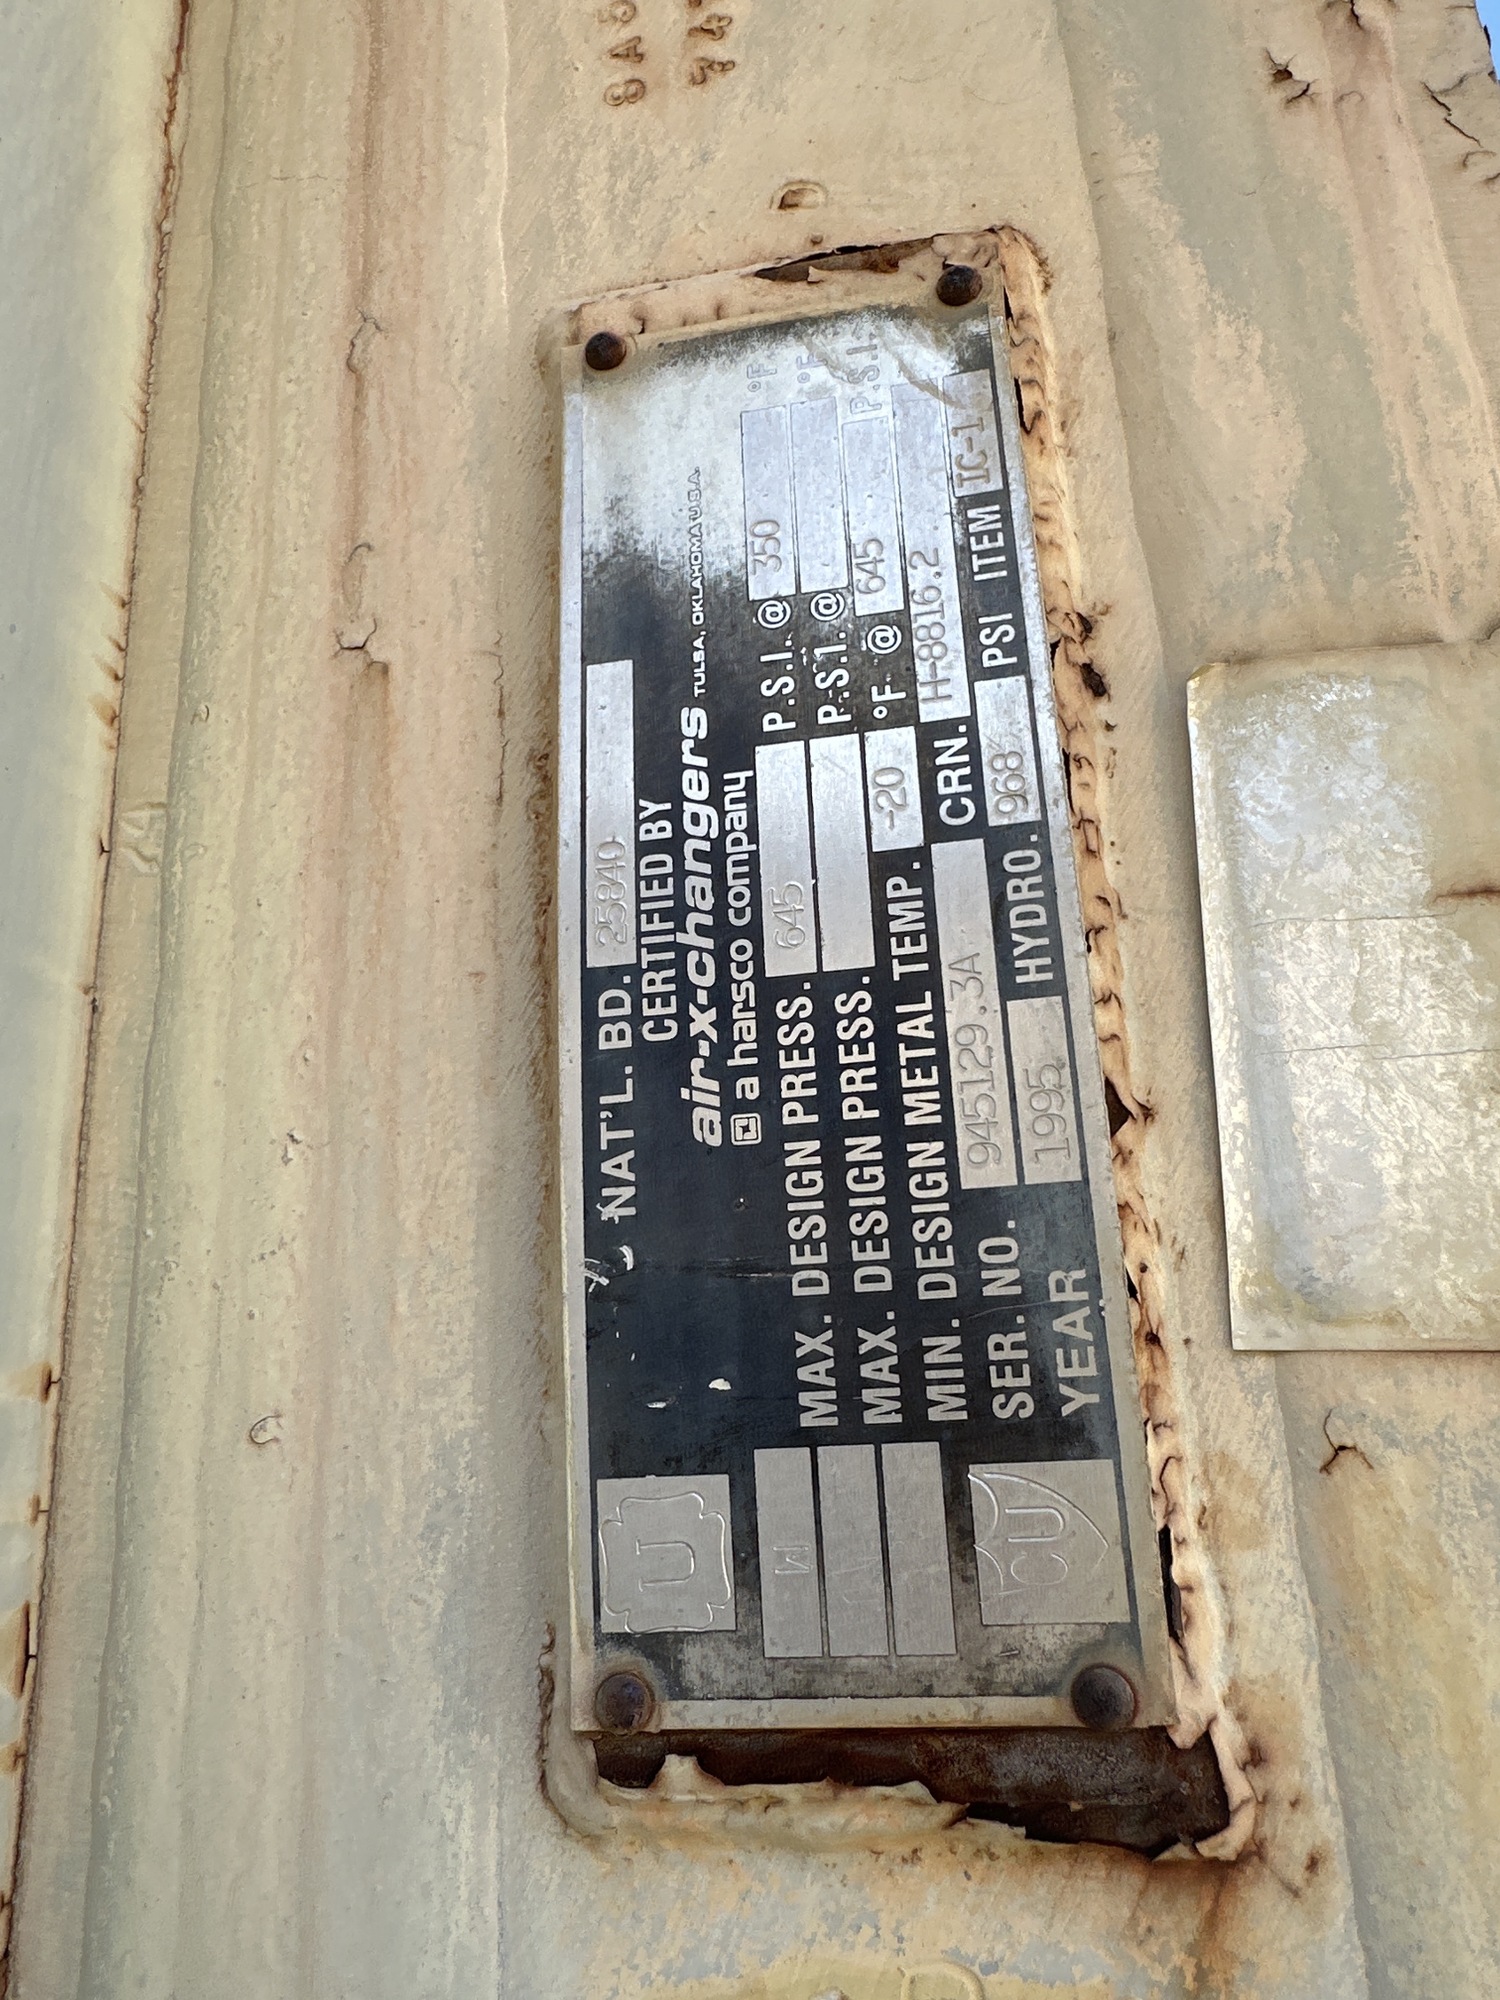 NAT'L. BD. 25840
CERTIFIED BY
air-x-changers TULSA, OKLAHOMA U.S.A.
a harsco company
MAX. DESIGN PRESS. 645 P.S.I. @ 350 °F
MAX. DESIGN PRESS. P.S.I. @ °F
MIN. DESIGN METAL TEMP. -20 °F @ 645 P.S.I.
SER. NO. 945129.3A CRN. H-8816.2
YEAR 1995 HYDRO. 968 PSI ITEM IC-1
U
W
CU